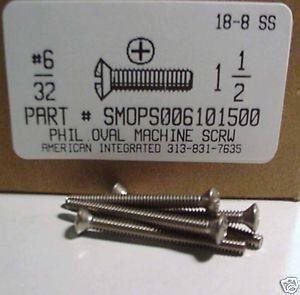 18-8 SS
#6
32
1 1/2
PART # SMOPS006101500
PHIL OVAL MACHINE SCRW
AMERICAN INTEGRATED 313-831-7635